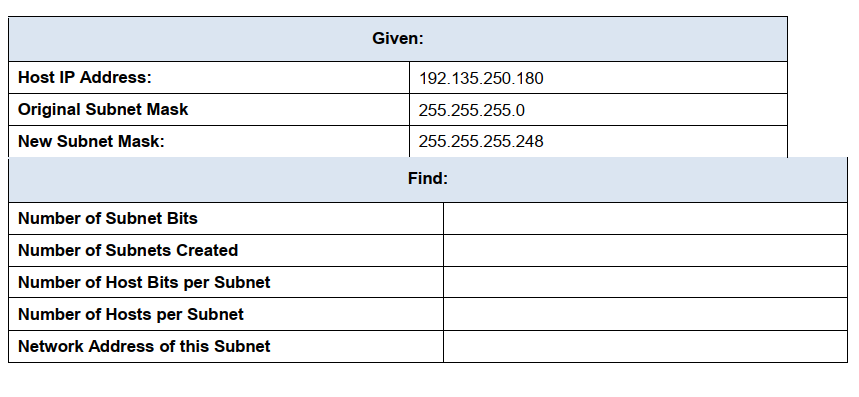 Given:
Host IP Address: 192.135.250.180
Original Subnet Mask 255.255.255.0
New Subnet Mask: 255.255.255.248
Find:
Number of Subnet Bits
Number of Subnets Created
Number of Host Bits per Subnet
Number of Hosts per Subnet
Network Address of this Subnet